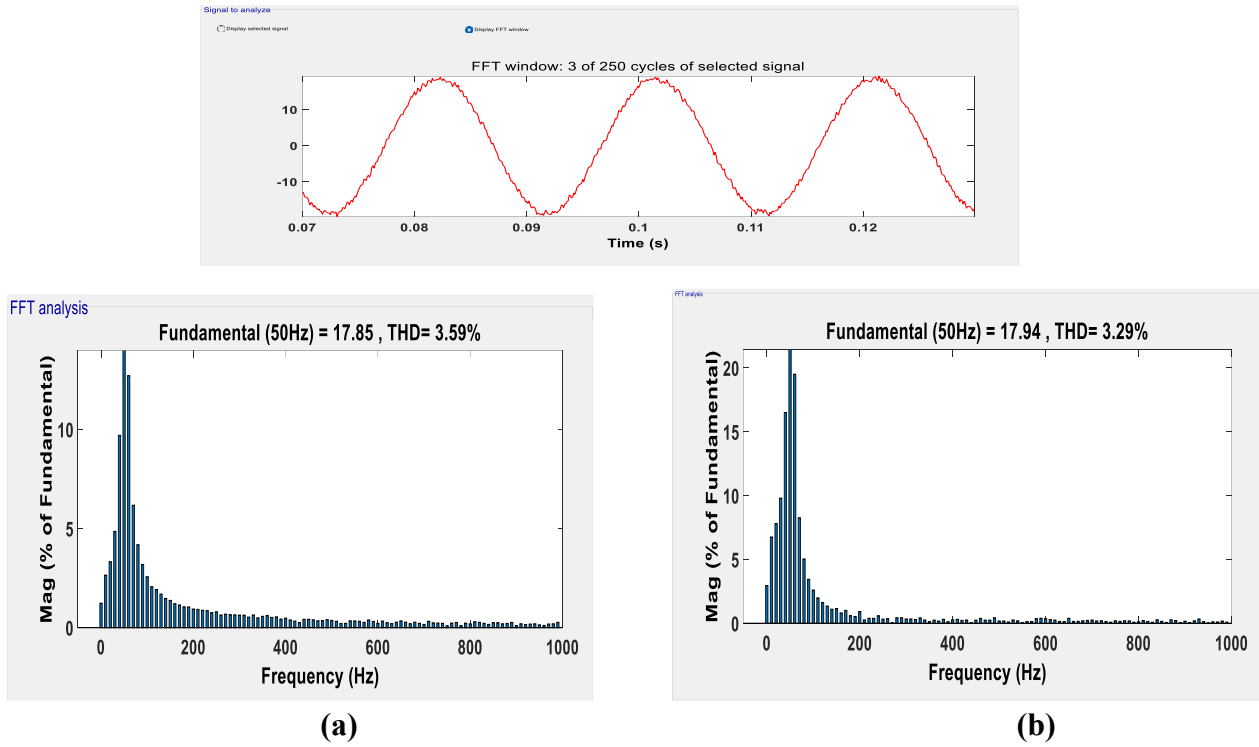 Signal to analyze
Display selected signal
Display FFT window
FFT window: 3 of 250 cycles of selected signal
10
0
-10
0.07 0.08 0.09 0.1 0.11 0.12
Time (s)
FFT analysis
Fundamental (50Hz) = 17.85 , THD= 3.59%
Mag (% of Fundamental)
10
5
0
0 200 400 600 800 1000
Frequency (Hz)
(a)
FFT analysis
Fundamental (50Hz) = 17.94 , THD= 3.29%
Mag (% of Fundamental)
20
15
10
5
0
0 200 400 600 800 1000
Frequency (Hz)
(b)